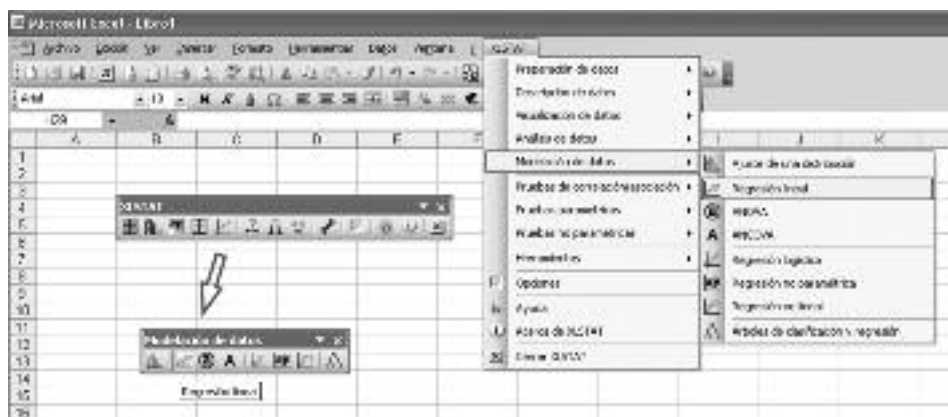 Microsoft Excel - Libro1
Archivo Edición Ver Insertar Formato Herramientas Datos Ventana XLSTAT
Arial 10
A B C D E
1
2
3
4
5
6
7
8
9
10
11
12
13
14
15
16
XLSTAT
Modelación de datos
Regresión lineal
Preparación de datos
Descripción de datos
Visualización de datos
Análisis de datos
Modelación de datos
Pruebas de correlación/asociación
Pruebas paramétricas
Pruebas no paramétricas
Herramientas
Opciones
Ayuda
Acerca de XLSTAT
Cerrar XLSTAT
Ajuste de una distribución
Regresión lineal
ANOVA
ANCOVA
Regresión logística
Regresión no paramétrica
Regresión no lineal
Árboles de clasificación y regresión